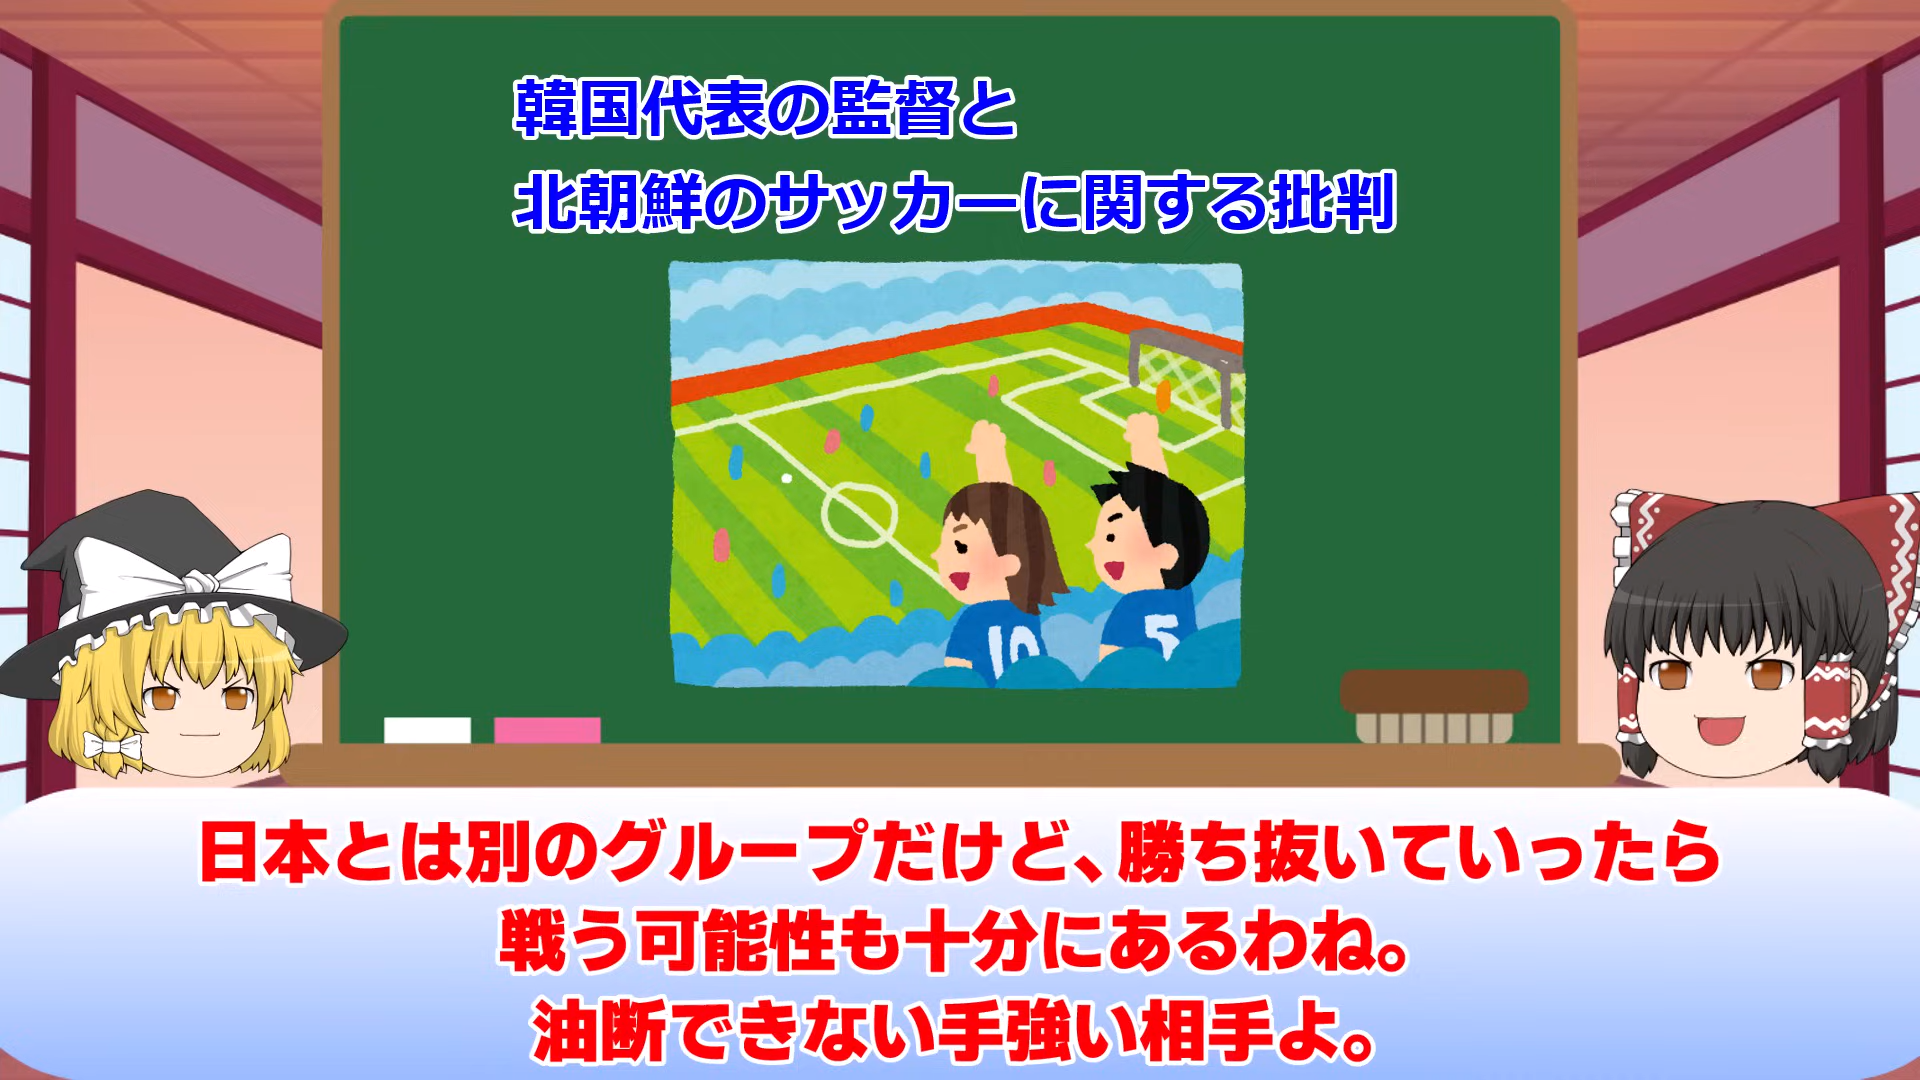 韓国代表の監督と
北朝鮮のサッカーに関する批判
10
5
日本とは別のグループだけど、勝ち抜いていったら
戦う可能性も十分にあるわね。
油断できない手強い相手よ。